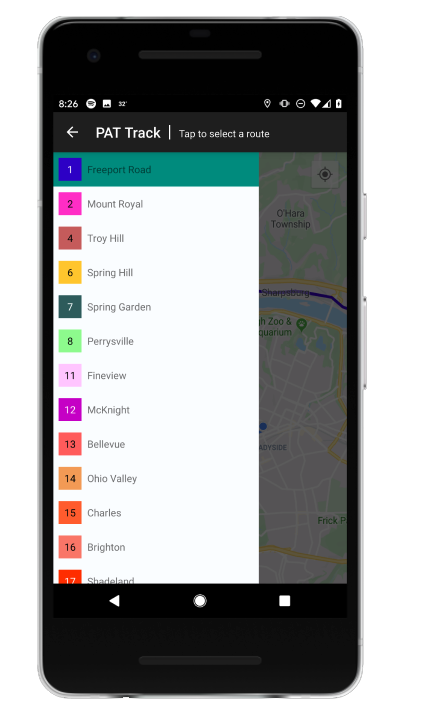 8:26 32°
PAT Track | Tap to select a route
1 Freeport Road
2 Mount Royal
4 Troy Hill
6 Spring Hill
7 Spring Garden
8 Perrysville
11 Fineview
12 McKnight
13 Bellevue
14 Ohio Valley
15 Charles
16 Brighton
17 Shadeland
O'Hara
Township
Sharpsburg
gh Zoo &
quarium
ADYSIDE
Frick P